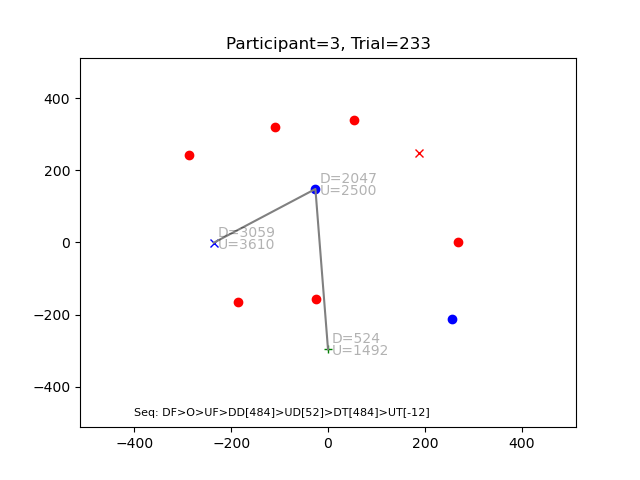 Participant=3, Trial=233
400
200
0
−200
−400
D=2047
U=2500
D=3059
U=3610
D=524
U=1492
Seq: DF>O>UF>DD[484]>UD[52]>DT[484]>UT[-12]
−400 −200 0 200 400